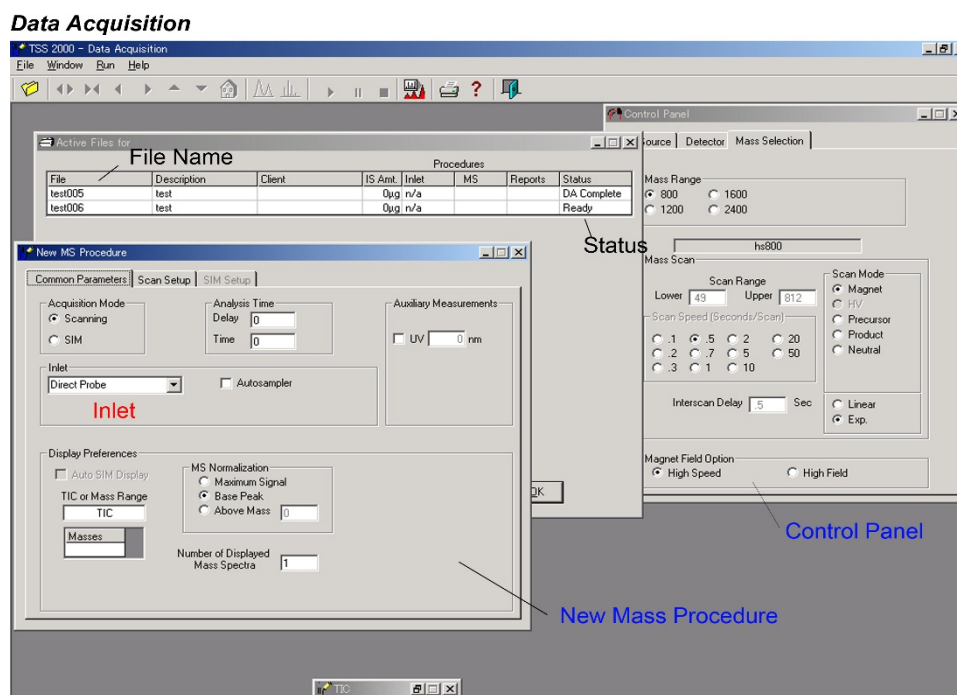 Data Acquisition
TSS 2000 - Data Acquisition
File Window Run Help
Control Panel
Active Files for
File Name
Procedures
File Description Client IS Amt. Inlet MS Reports Status
test005 test 0µg n/a DA Complete
test006 test 0µg n/a Ready
Status
ource Detector Mass Selection
Mass Range
800 1600
1200 2400
hs800
Mass Scan
Scan Range
Lower 49 Upper 812
Scan Speed (Seconds/Scan)
.1 .5 2 20
.2 .7 5 50
.3 1 10
Interscan Delay .5 Sec
Scan Mode
Magnet
HV
Precursor
Product
Neutral
Linear
Exp.
Magnet Field Option
High Speed High Field
Control Panel
New MS Procedure
Common Parameters Scan Setup SIM Setup
Acquisition Mode
Scanning
SIM
Analysis Time
Delay 0
Time 0
Auxiliary Measurements
UV 0 nm
Inlet
Direct Probe
Autosampler
Inlet
Display Preferences
Auto SIM Display
TIC or Mass Range
TIC
Masses
MS Normalization
Maximum Signal
Base Peak
Above Mass 0
Number of Displayed
Mass Spectra 1
OK
New Mass Procedure
TIC